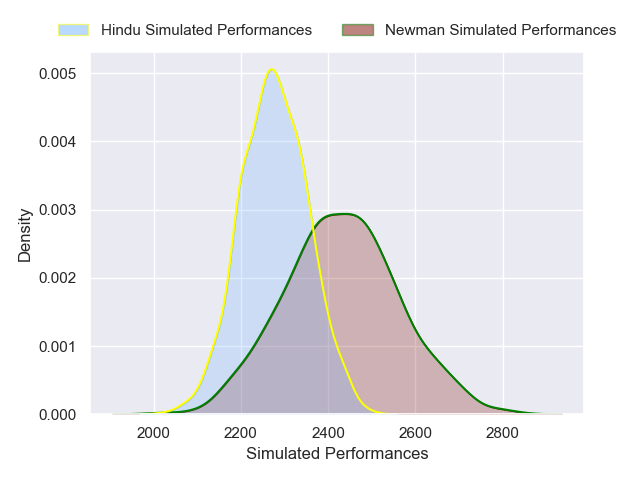 Hindu Simulated Performances
Newman Simulated Performances
0.005
0.004
0.003
0.002
0.001
0.000
Density
2000
2200
2400
2600
2800
Simulated Performances